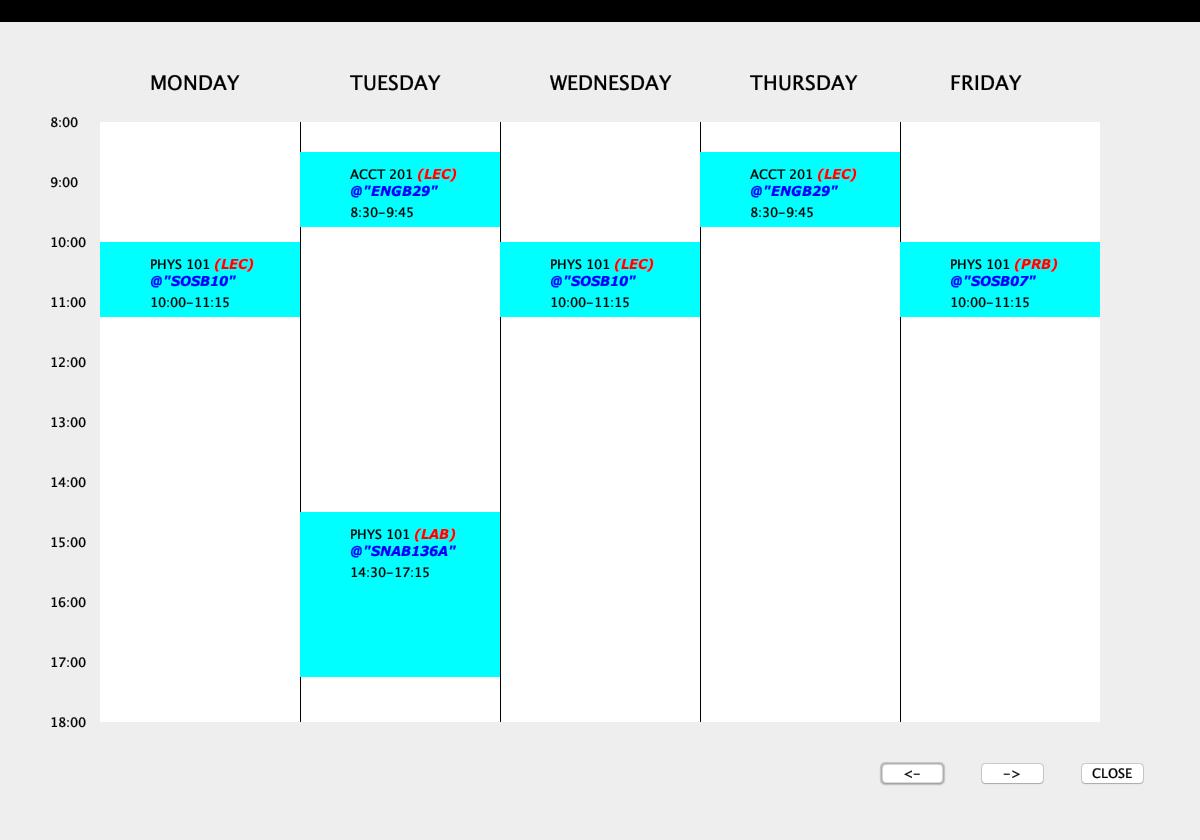 MONDAY TUESDAY WEDNESDAY THURSDAY FRIDAY
8:00
ACCT 201 (LEC)
@"ENGB29"
8:30-9:45
ACCT 201 (LEC)
@"ENGB29"
8:30-9:45
9:00
10:00
PHYS 101 (LEC)
@"SOSB10"
10:00-11:15
PHYS 101 (LEC)
@"SOSB10"
10:00-11:15
PHYS 101 (PRB)
@"SOSB07"
10:00-11:15
11:00
12:00
13:00
14:00
PHYS 101 (LAB)
@"SNAB136A"
14:30-17:15
15:00
16:00
17:00
18:00
<- -> CLOSE